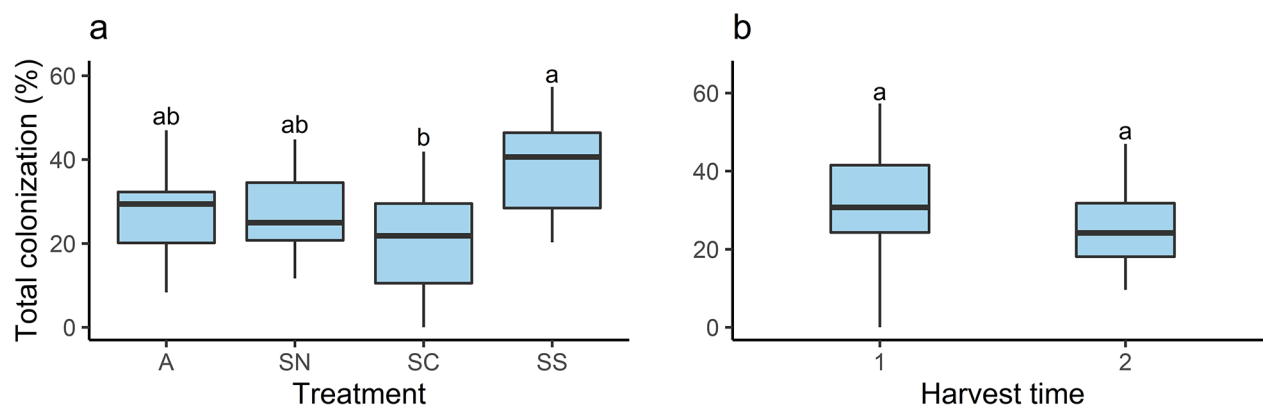 a
Total colonization (%)
60
40
20
0
ab
ab
b
a
A SN SC SS
Treatment
b
60
40
20
0
a
a
1 2
Harvest time